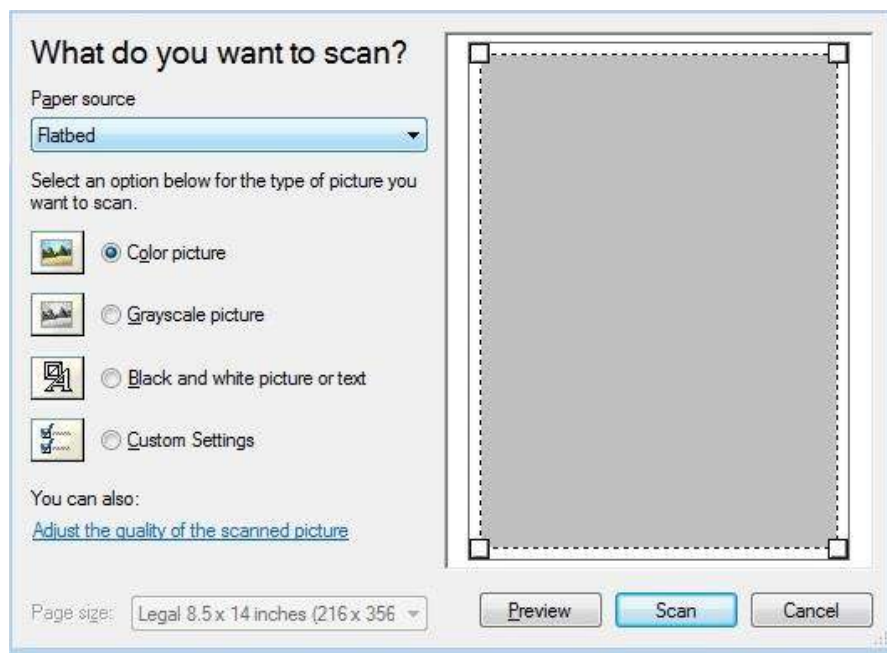 What do you want to scan?
Paper source
Flatbed
Select an option below for the type of picture you
want to scan.
Color picture
Grayscale picture
Black and white picture or text
Custom Settings
You can also:
Adjust the quality of the scanned picture
Page size: Legal 8.5 x 14 inches (216 x 356
Preview Scan Cancel